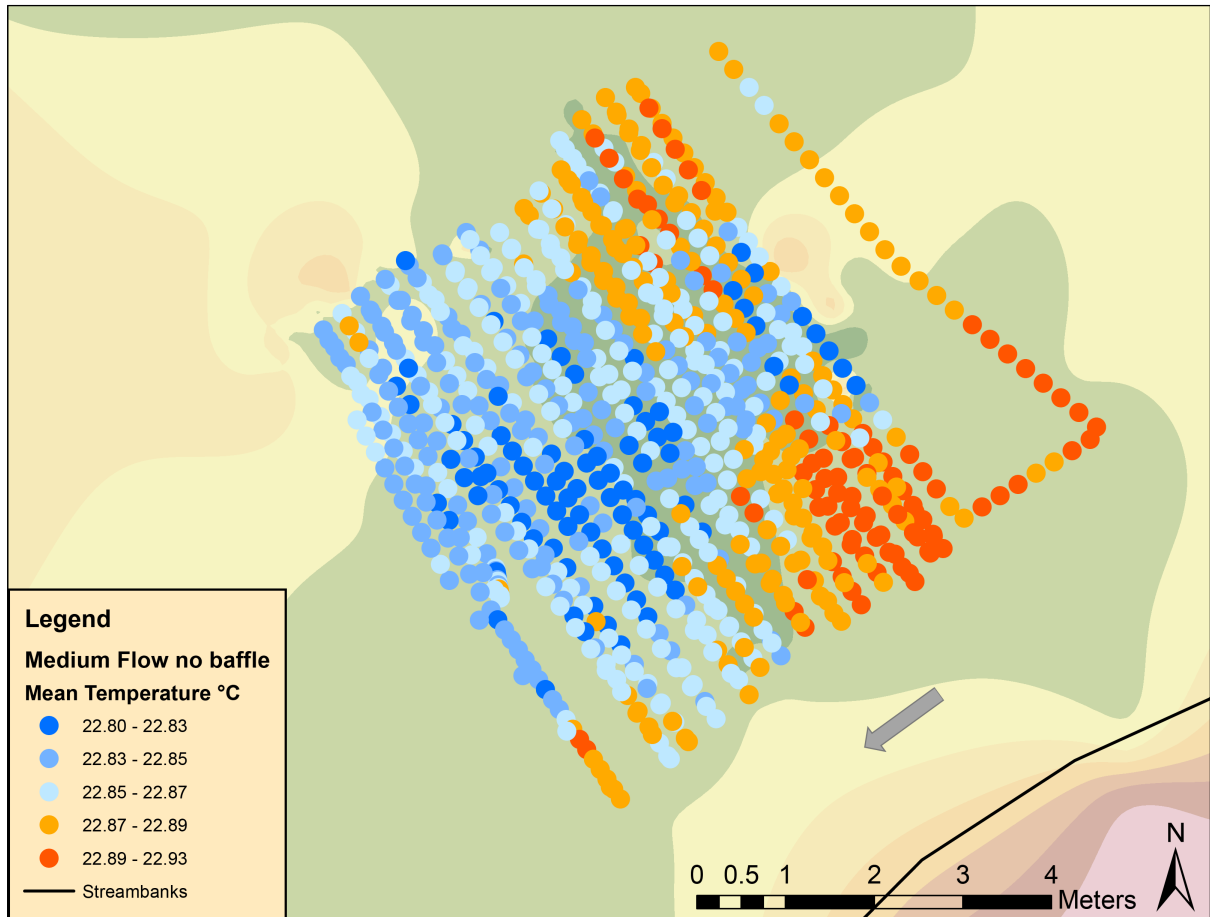 Legend
Medium Flow no baffle
Mean Temperature °C
22.80 - 22.83
22.83 - 22.85
22.85 - 22.87
22.87 - 22.89
22.89 - 22.93
Streambanks
0 0.5 1 2 3 4
Meters
N